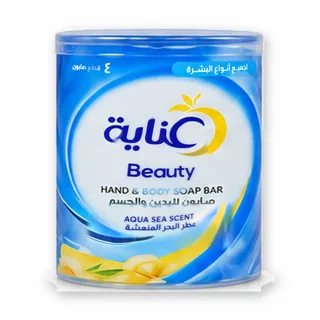 لجميع أنواع البشرة
٤ قطع صابون
عناية
Beauty
HAND & BODY SOAP BAR
صابون لليدين والجسم
AQUA SEA SCENT
عطر البحر المنعشة